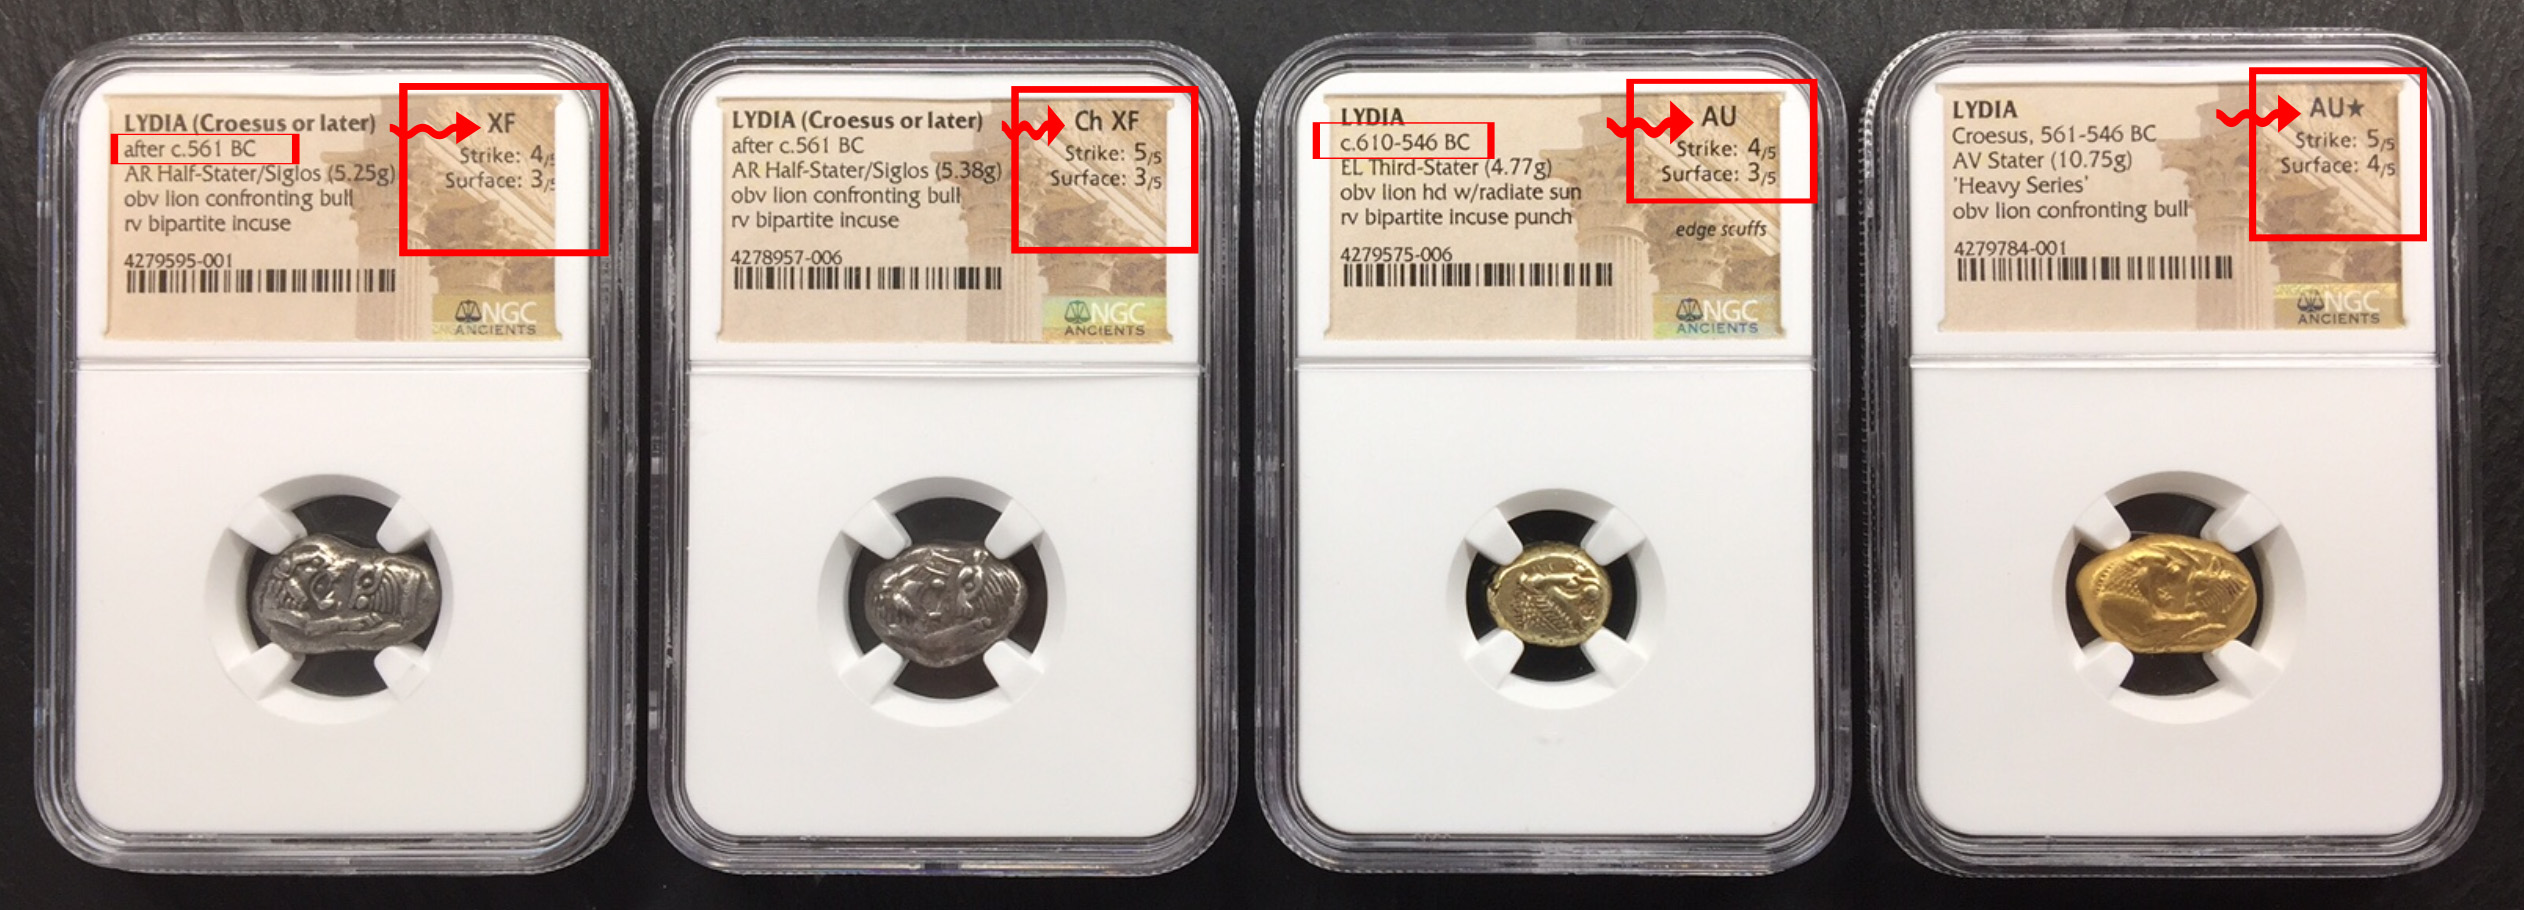 LYDIA (Croesus or later)
after c.561 BC
AR Half-Stater/Siglos (5.25g)
obv lion confronting bull
rv bipartite incuse
4279595-001
XF
Strike: 4/5
Surface: 3/5
NGC
ANCIENTS
LYDIA (Croesus or later)
after c.561 BC
AR Half-Stater/Siglos (5.38g)
obv lion confronting bull
rv bipartite incuse
4278957-006
Ch XF
Strike: 5/5
Surface: 3/5
NGC
ANCIENTS
LYDIA
c.610-546 BC
EL Third-Stater (4.77g)
obv lion hd w/radiate sun
rv bipartite incuse punch
4279575-006
AU
Strike: 4/5
Surface: 3/5
edge scuffs
NGC
ANCIENTS
LYDIA
Croesus, 561-546 BC
AV Stater (10.75g)
'Heavy Series'
obv lion confronting bull
4279784-001
AU★
Strike: 5/5
Surface: 4/5
NGC
ANCIENTS